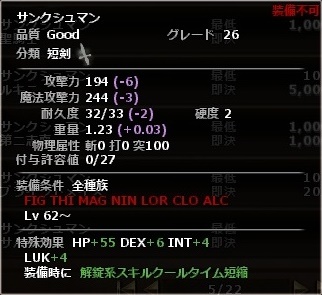 装備不可
サンクシュマン
品質 Good グレード 26
分類 短剣
攻撃力 194 (-6)
魔法攻撃力 244 (-3)
耐久度 32/33 (-2) 硬度 2
重量 1.23 (+0.03)
物理属性 斬0 打0 突100
付与許容値 0/27
装備条件 全種族
FIG THI MAG NIN LOR CLO ALC
Lv 62～
特殊効果 HP+55 DEX+6 INT+4
LUK+4
装備時に 解錠系スキルクールタイム短縮
5/22